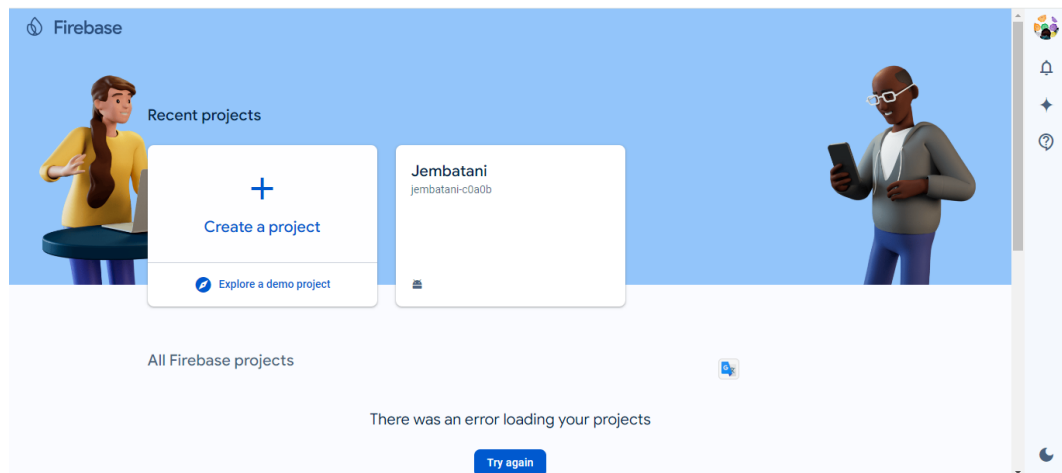 Firebase
Recent projects
Create a project
Explore a demo project
Jembatani
jembatani-c0a0b
All Firebase projects
There was an error loading your projects
Try again